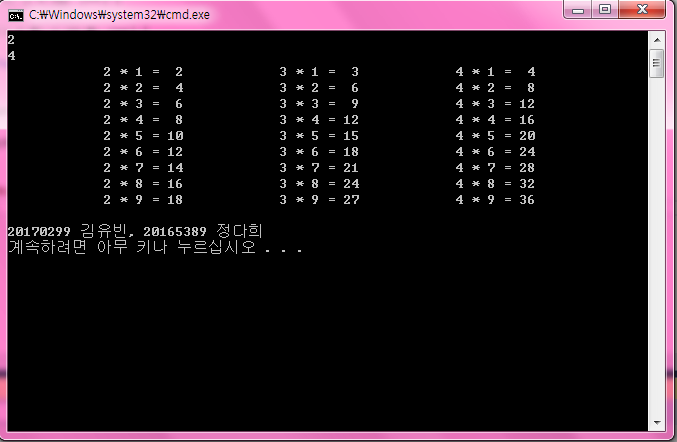 C:\Windows\system32\cmd.exe
2
4
2 * 1 =  2 3 * 1 =  3 4 * 1 =  4
2 * 2 =  4 3 * 2 =  6 4 * 2 =  8
2 * 3 =  6 3 * 3 =  9 4 * 3 = 12
2 * 4 =  8 3 * 4 = 12 4 * 4 = 16
2 * 5 = 10 3 * 5 = 15 4 * 5 = 20
2 * 6 = 12 3 * 6 = 18 4 * 6 = 24
2 * 7 = 14 3 * 7 = 21 4 * 7 = 28
2 * 8 = 16 3 * 8 = 24 4 * 8 = 32
2 * 9 = 18 3 * 9 = 27 4 * 9 = 36
20170299 김유빈, 20165389 정다희
계속하려면 아무 키나 누르십시오 . . .